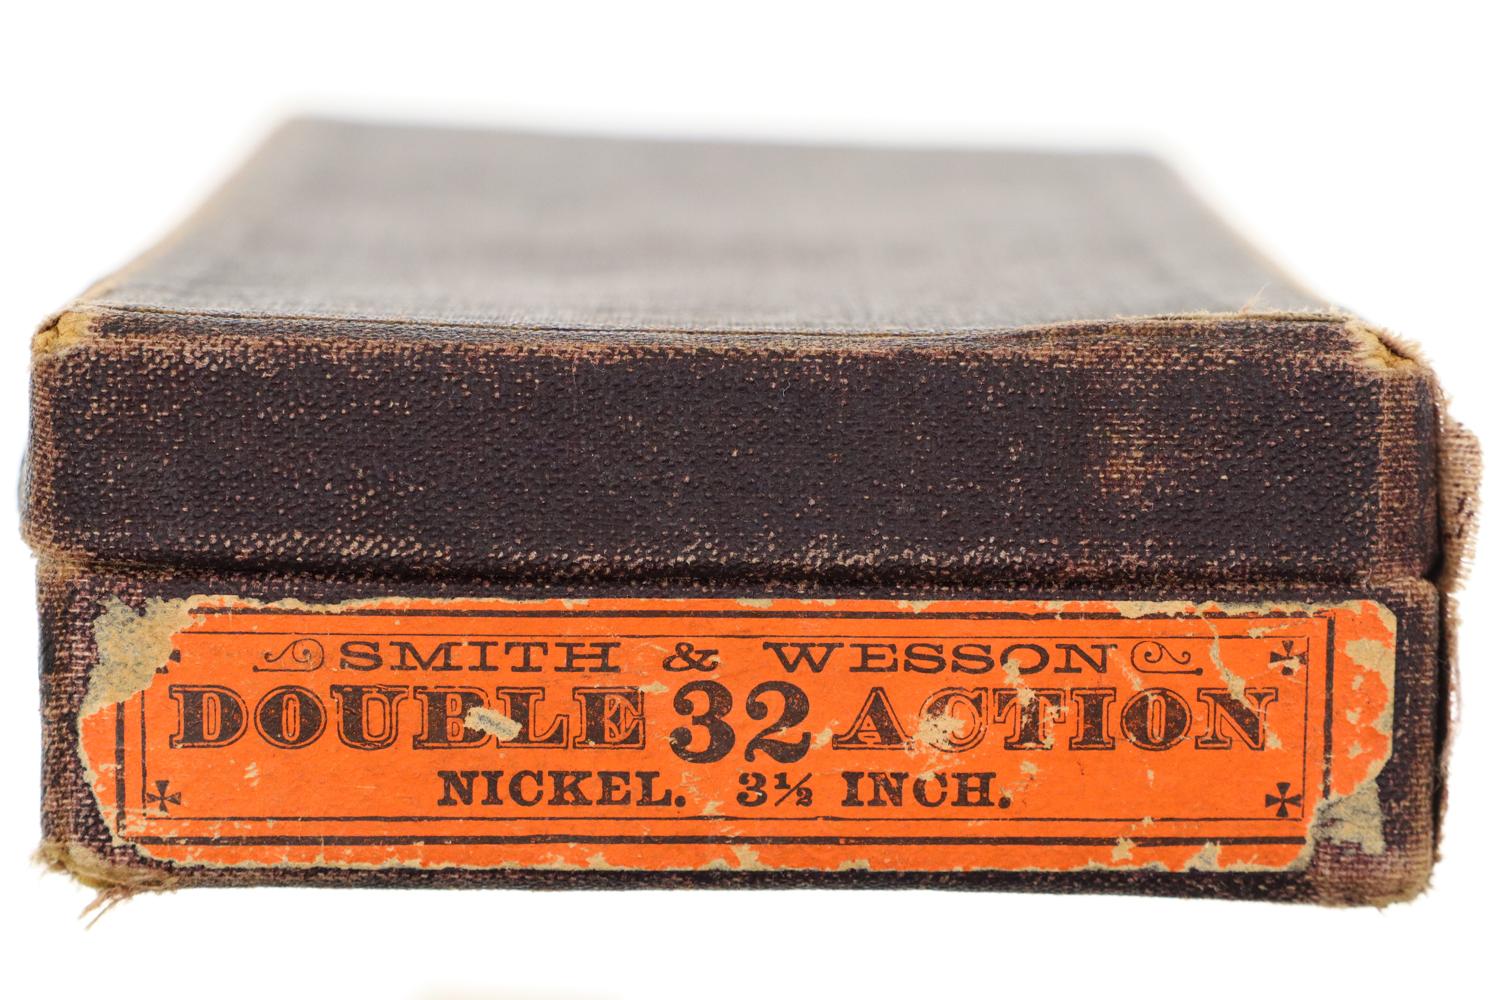 SMITH & WESSON
DOUBLE 32 ACTION
NICKEL. 3½ INCH.